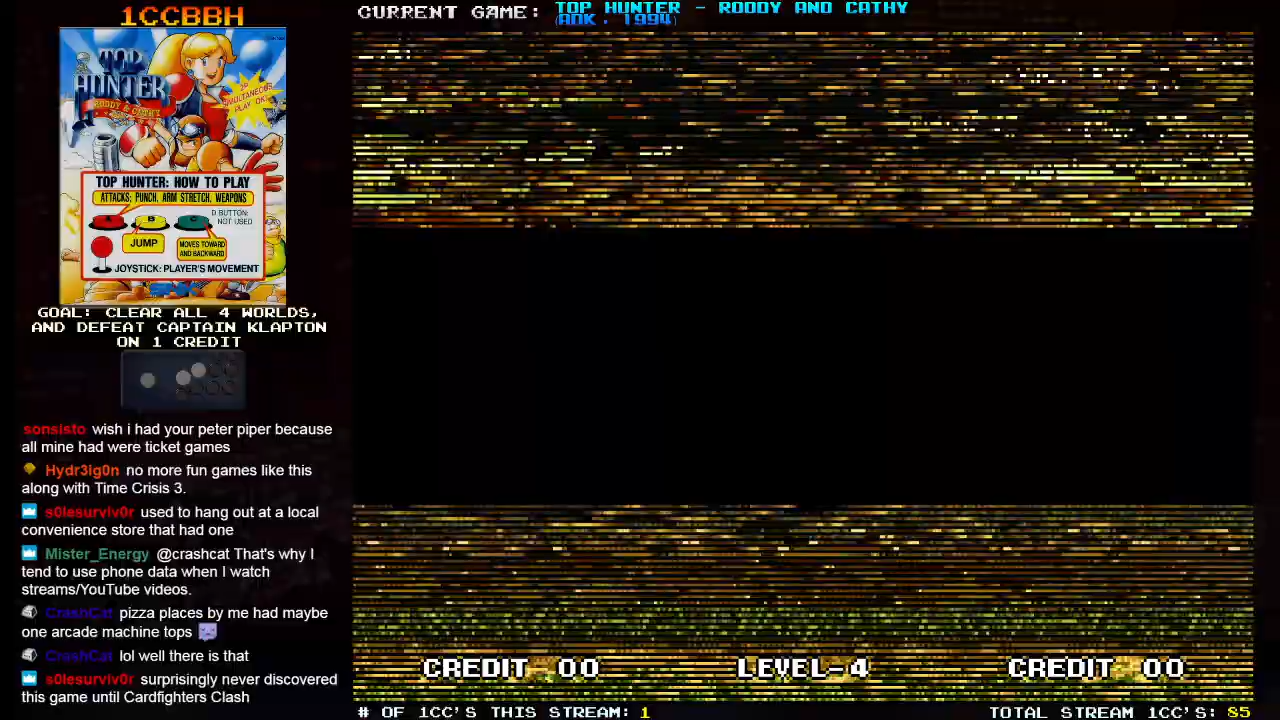 1CCBBH
CURRENT GAME: TOP HUNTER - RODDY AND CATHY
(ADK, 1994)
TOP
HUNTER
RODDY & CATHY
SIMULTANEOUS
PLAY OK!
TOP HUNTER: HOW TO PLAY
ATTACKS: PUNCH, ARM STRETCH, WEAPONS
A B C
D BUTTON:
NOT USED
JUMP
MOVES TOWARD
AND BACKWARD
JOYSTICK: PLAYER'S MOVEMENT
SNK
GOAL: CLEAR ALL 4 WORLDS,
AND DEFEAT CAPTAIN KLAPTON
ON 1 CREDIT
sonsisto wish i had your peter piper because
all mine had were ticket games
Hydr3lg0n no more fun games like this
along with Time Crisis 3.
s0lesurviv0r used to hang out at a local
convenience store that had one
Mister_Energy @crashcat That's why I
tend to use phone data when I watch
streams/YouTube videos.
CrashCat pizza places by me had maybe
one arcade machine tops
CrashCat lol well there is that
s0lesurviv0r surprisingly never discovered
this game until Cardfighters Clash
CREDIT 00 LEVEL-4 CREDIT 00
# OF 1CC'S THIS STREAM: 1 TOTAL STREAM 1CC'S: 85